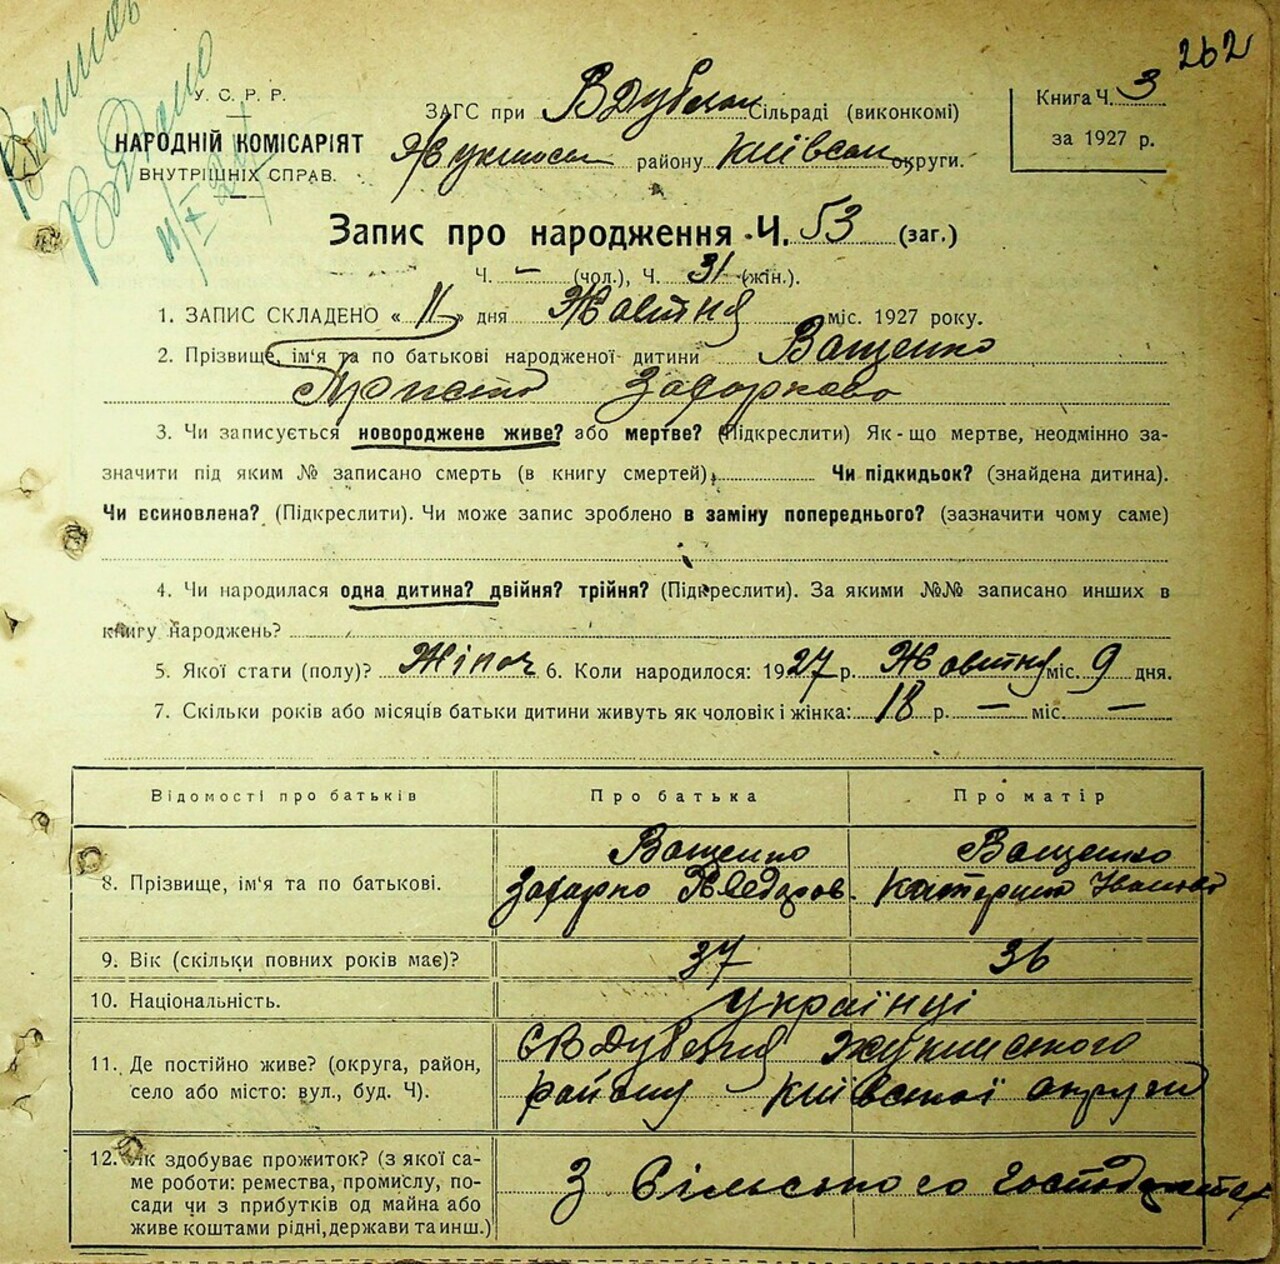 262
У. С. Р. Р.
НАРОДНІЙ КОМІСАРІЯТ
ВНУТРІШНІХ СПРАВ.
ЗАГС при В Дубечан Сільраді (виконкомі)
району Київськ округи.
Книга Ч. 3
за 1927 р.
Запис про народження Ч. 53 (заг.)
Ч. – (чол.), Ч. 31 (жін.).
1. ЗАПИС СКЛАДЕНО « 11 » дня Жовтня міс. 1927 року.
2. Прізвище, ім'я та по батькові народженої дитини Ващенко
Захарково
3. Чи записується новороджене живе? або мертве? (Підкреслити) Як-що мертве, неодмінно за-
значити під яким № записано смерть (в книгу смертей) Чи підкидьок? (знайдена дитина).
Чи всиновлена? (Підкреслити). Чи може запис зроблено в заміну попереднього? (зазначити чому саме)
4. Чи народилася одна дитина? двійня? трійня? (Підкреслити). За якими №№ записано инших в
книгу народжень?
5. Якої стати (полу)? Жіноч 6. Коли народилося: 1927 р. Жовтня міс. 9 дня.
7. Скільки років або місяців батьки дитини живуть як чоловік і жінка: 18 р. – міс. –
Відомості про батьків Про батька Про матір
8. Прізвище, ім'я та по батькові. Ващенко Ващенко
Захарко Катерина Іванова
9. Вік (скільки повних років має)? 37 36
10. Національність. Українці
11. Де постійно живе? (округа, район,
село або місто: вул., буд. Ч).
С В Дубечня Жукинського
району Київської округи
12. Як здобуває прожиток? (з якої са-
ме роботи: ремества, промислу, по-
сади чи з прибутків од майна або
живе коштами рідні, держави та инш.)
З сільського господарства